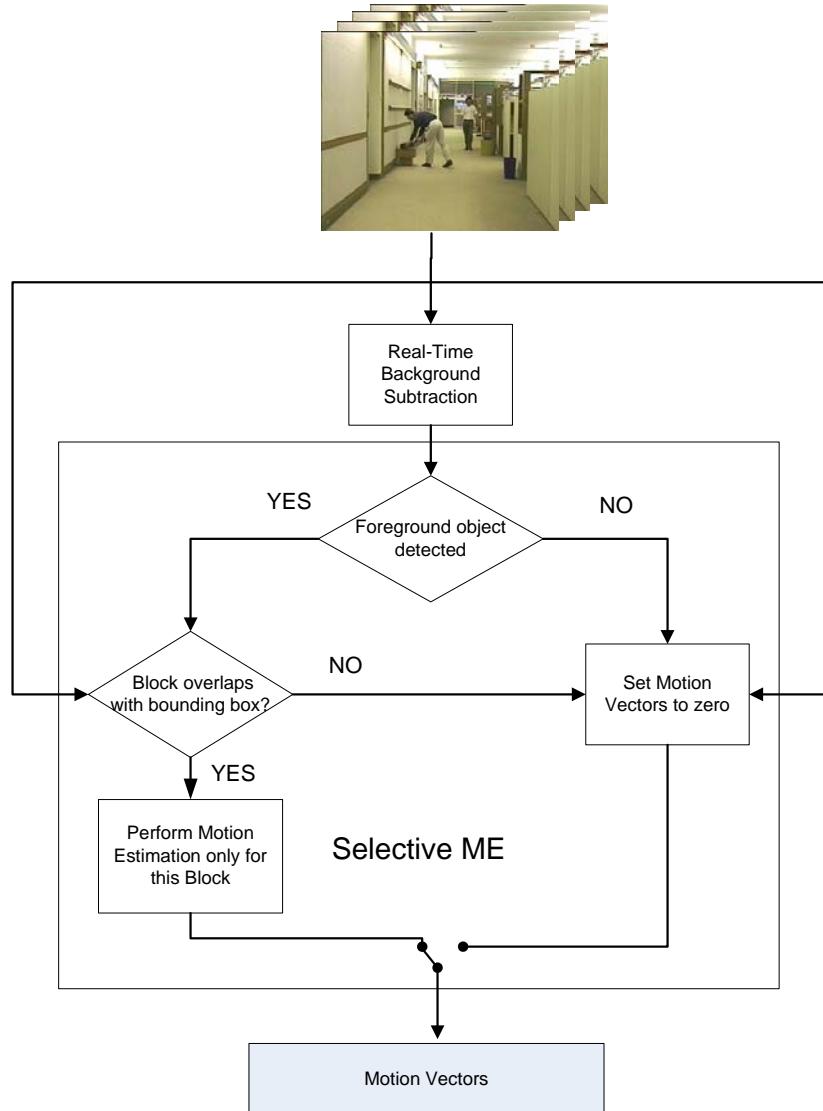 Real-Time
Background
Subtraction
YES
NO
Foreground object
detected
Block overlaps
with bounding box?
NO
Set Motion
Vectors to zero
YES
Perform Motion
Estimation only for
this Block
Selective ME
Motion Vectors